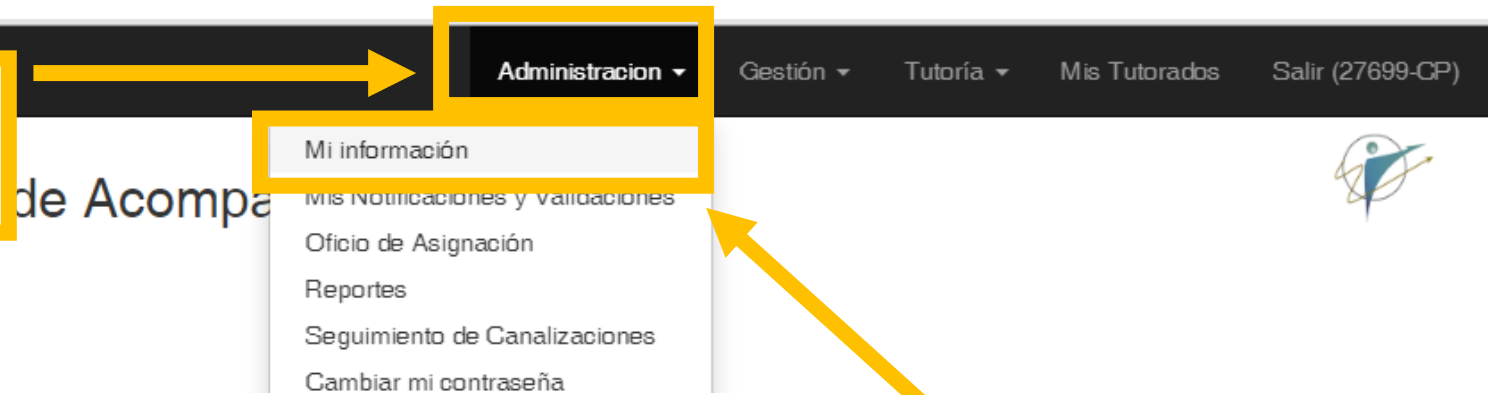 Administracion Gestión Tutoría Mis Tutorados Salir (27699-CP)
Mi información
de Acompa
Mis Notificaciones y Validaciones
Oficio de Asignación
Reportes
Seguimiento de Canalizaciones
Cambiar mi contraseña